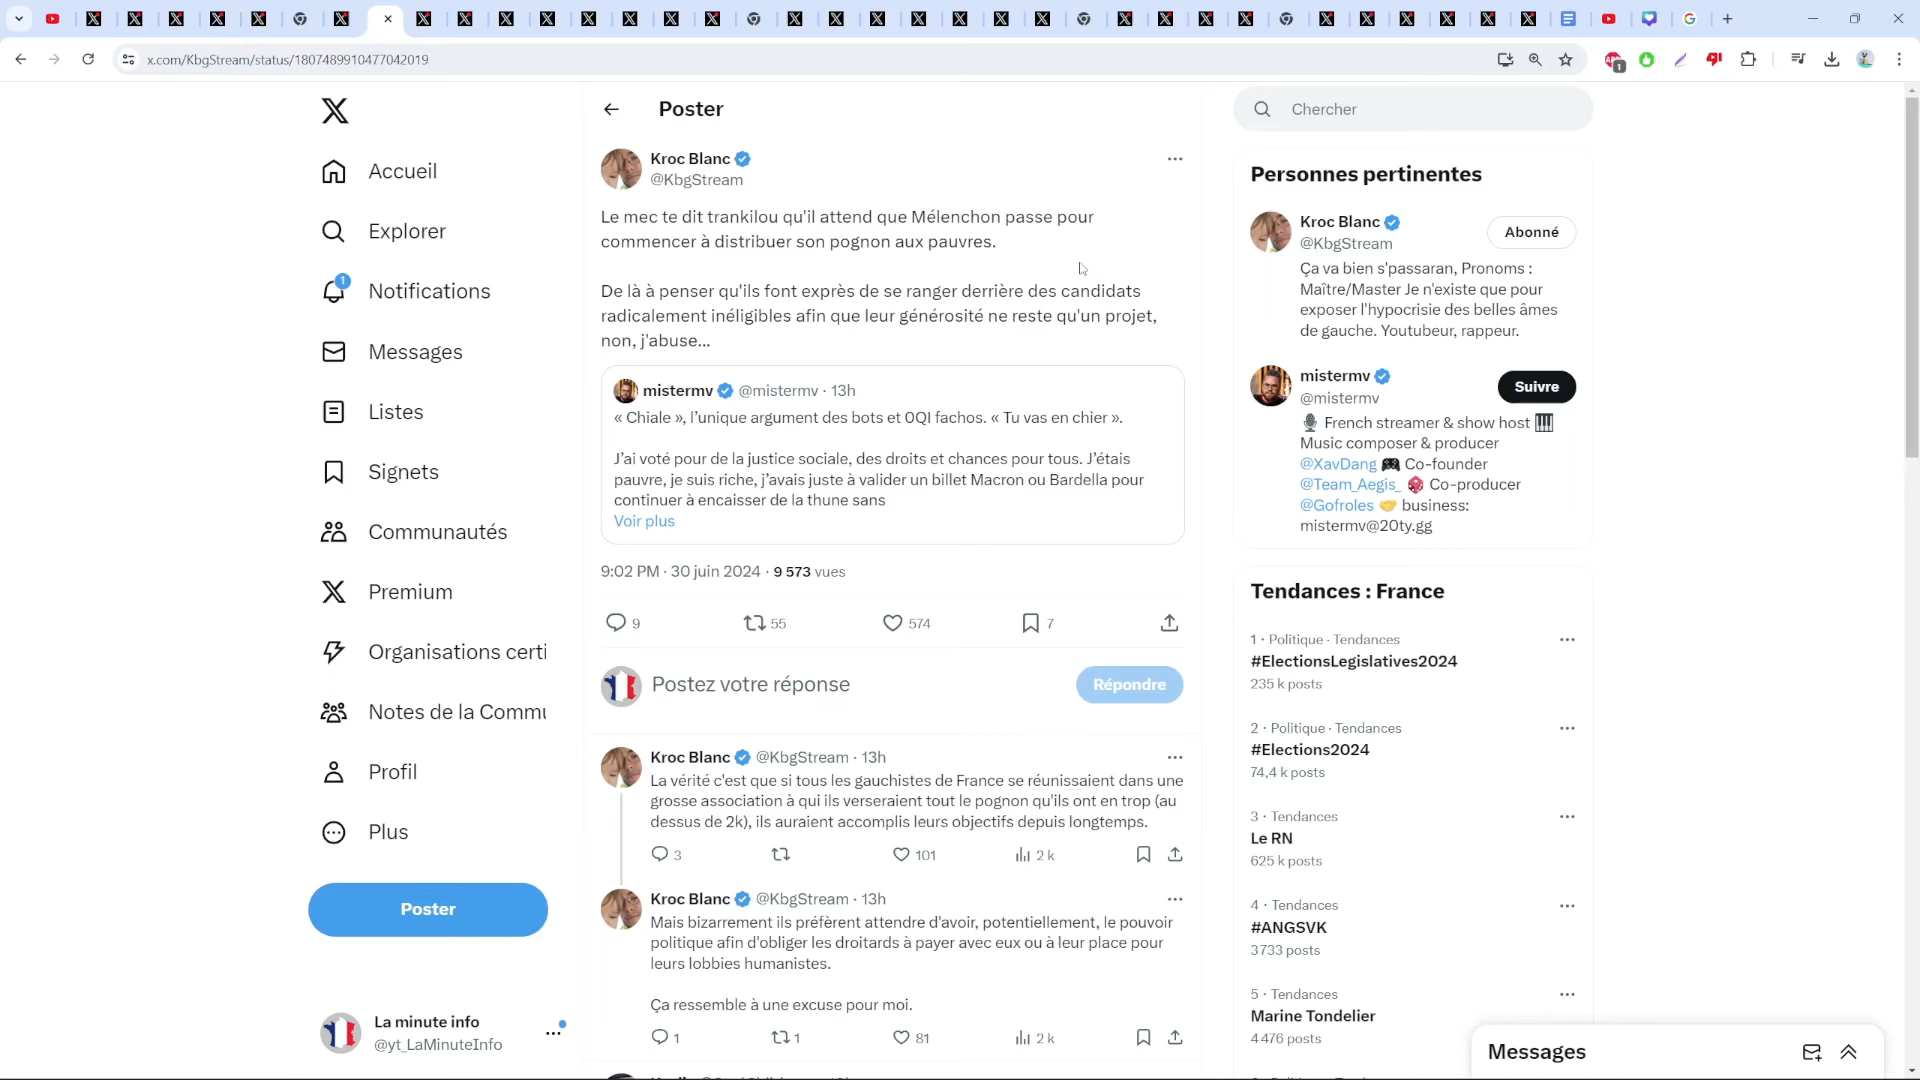 x.com/KbgStream/status/1807489910477042019
1
Accueil
Explorer
1
Notifications
Messages
Listes
Signets
Communautés
Premium
Organisations certi
Notes de la Commu
Profil
Plus
Poster
La minute info
@yt_LaMinuteInfo
Poster
Kroc Blanc
@KbgStream
Le mec te dit trankilou qu'il attend que Mélenchon passe pour
commencer à distribuer son pognon aux pauvres.
De là à penser qu'ils font exprès de se ranger derrière des candidats
radicalement inéligibles afin que leur générosité ne reste qu'un projet,
non, j'abuse...
mistermv @mistermv · 13h
« Chiale », l'unique argument des bots et 0QI fachos. « Tu vas en chier ».
J'ai voté pour de la justice sociale, des droits et chances pour tous. J'étais
pauvre, je suis riche, j'avais juste à valider un billet Macron ou Bardella pour
continuer à encaisser de la thune sans
Voir plus
9:02 PM · 30 juin 2024 · 9 573 vues
9 55 574 7
Postez votre réponse
Répondre
Kroc Blanc @KbgStream · 13h
La vérité c'est que si tous les gauchistes de France se réunissaient dans une
grosse association à qui ils verseraient tout le pognon qu'ils ont en trop (au
dessus de 2k), ils auraient accomplis leurs objectifs depuis longtemps.
3 101 2 k
Kroc Blanc @KbgStream · 13h
Mais bizarrement ils préfèrent attendre d'avoir, potentiellement, le pouvoir
politique afin d'obliger les droitards à payer avec eux ou à leur place pour
leurs lobbies humanistes.
Ça ressemble à une excuse pour moi.
1 1 81 2 k
Chercher
Personnes pertinentes
Kroc Blanc
@KbgStream
Abonné
Ça va bien s'passaran, Pronoms :
Maître/Master Je n'existe que pour
exposer l'hypocrisie des belles âmes
de gauche. Youtubeur, rappeur.
mistermv
@mistermv
Suivre
French streamer & show host
Music composer & producer
@XavDang Co-founder
@Team_Aegis_ Co-producer
@Gofroles business:
mistermv@20ty.gg
Tendances : France
1 · Politique · Tendances
#ElectionsLegislatives2024
235 k posts
2 · Politique · Tendances
#Elections2024
74,4 k posts
3 · Tendances
Le RN
625 k posts
4 · Tendances
#ANGSVK
3 733 posts
5 · Tendances
Marine Tondelier
4 476 posts
Messages